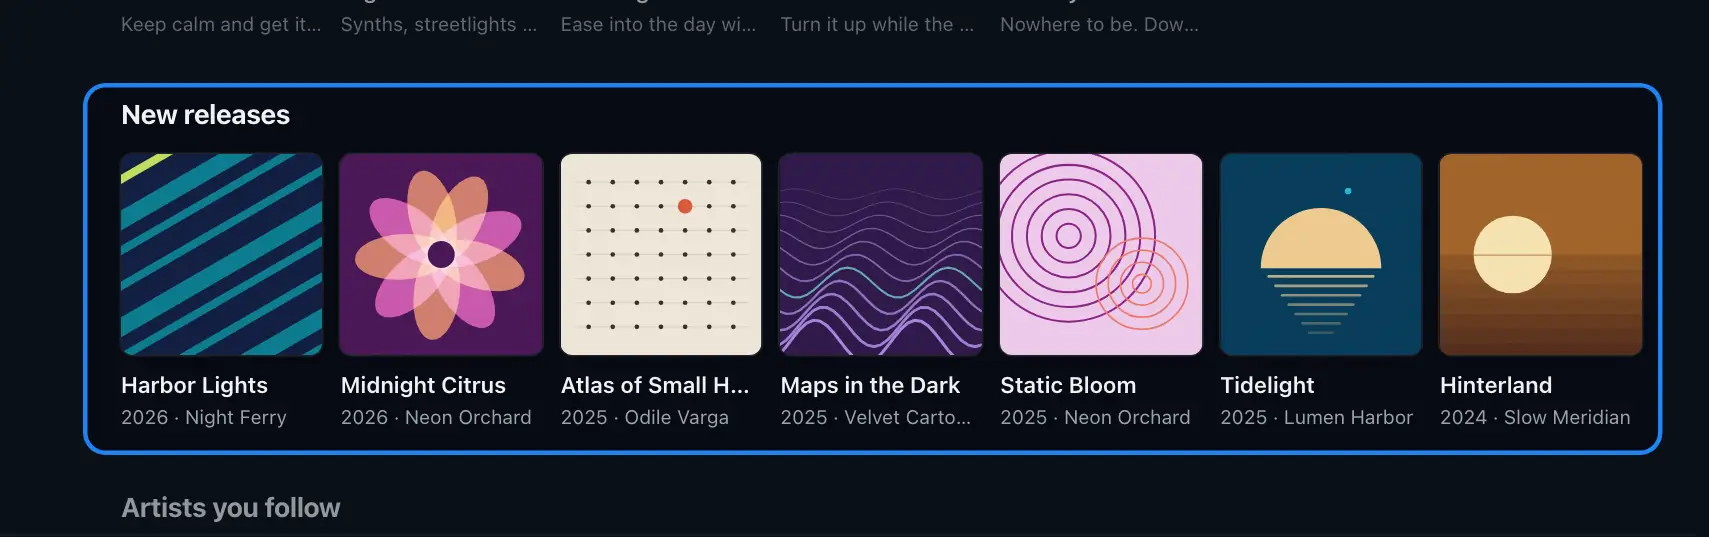 Keep calm and get it…
Synths, streetlights …
Ease into the day wi…
Turn it up while the …
Nowhere to be. Dow…
New releases
Harbor Lights
2026 · Night Ferry
Midnight Citrus
2026 · Neon Orchard
Atlas of Small H…
2025 · Odile Varga
Maps in the Dark
2025 · Velvet Carto…
Static Bloom
2025 · Neon Orchard
Tidelight
2025 · Lumen Harbor
Hinterland
2024 · Slow Meridian
Artists you follow